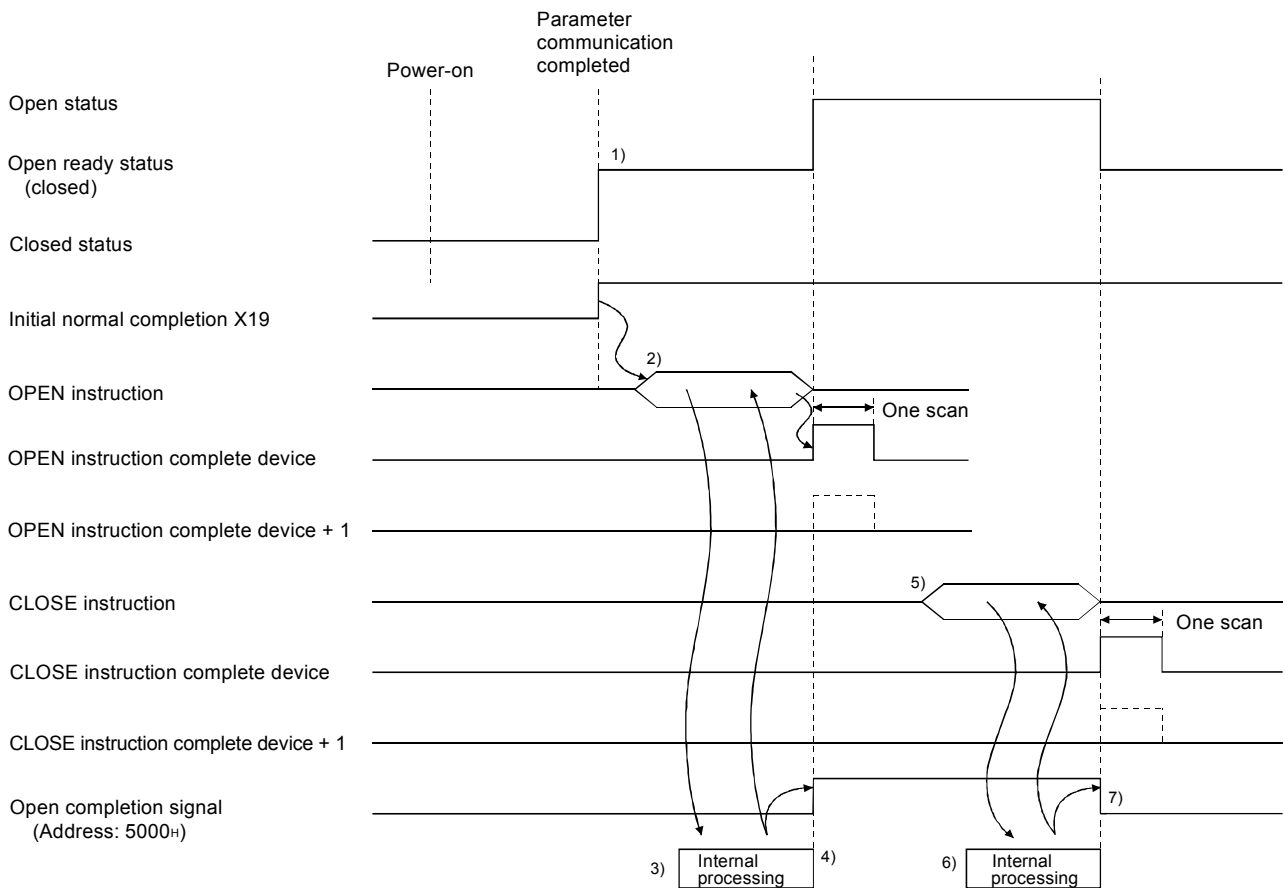 Parameter
communication
completed
Power-on
Open status
Open ready status
(closed)
1)
Closed status
Initial normal completion X19
2)
OPEN instruction
One scan
OPEN instruction complete device
OPEN instruction complete device + 1
5)
CLOSE instruction
One scan
CLOSE instruction complete device
CLOSE instruction complete device + 1
Open completion signal
(Address: 5000H)
7)
3)
Internal
processing
4)
6)
Internal
processing